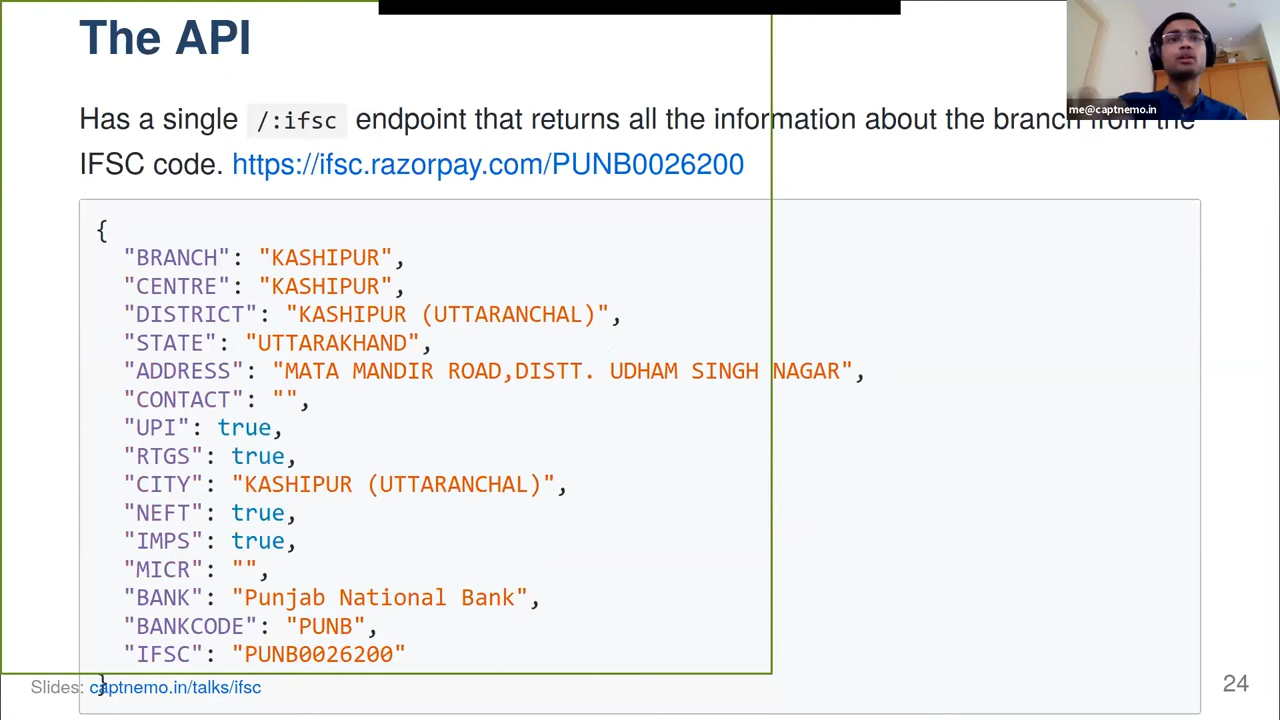 The API
me@captnemo.in
Has a single /:ifsc endpoint that returns all the information about the branch from the
IFSC code. https://ifsc.razorpay.com/PUNB0026200
{
"BRANCH": "KASHIPUR",
"CENTRE": "KASHIPUR",
"DISTRICT": "KASHIPUR (UTTARANCHAL)",
"STATE": "UTTARAKHAND",
"ADDRESS": "MATA MANDIR ROAD,DISTT. UDHAM SINGH NAGAR",
"CONTACT": "",
"UPI": true,
"RTGS": true,
"CITY": "KASHIPUR (UTTARANCHAL)",
"NEFT": true,
"IMPS": true,
"MICR": "",
"BANK": "Punjab National Bank",
"BANKCODE": "PUNB",
"IFSC": "PUNB0026200"
}
Slides: captnemo.in/talks/ifsc
24